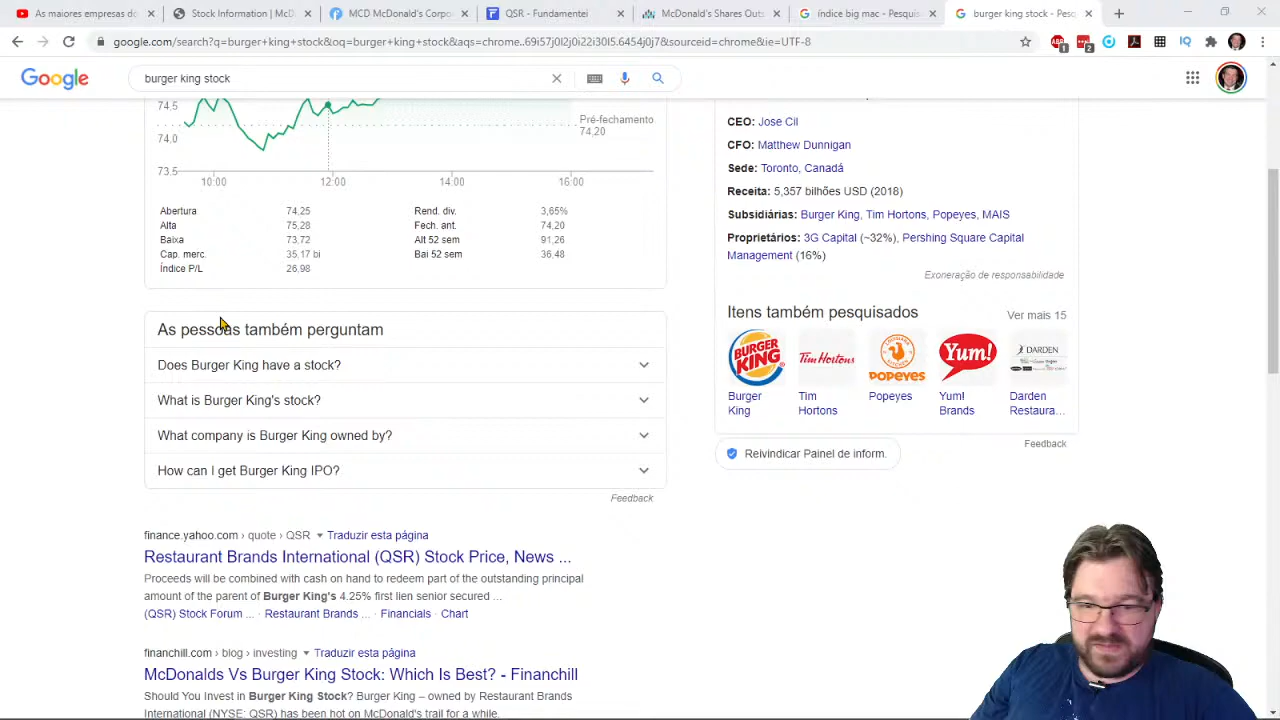 As maiores empresas do
Stock Information | McD
MCD McDonald's Corpo
QSR - Fundamentei
McDonald's Shares Outs
índice big mac - Pesquis
burger king stock - Pesq
google.com/search?q=burger+king+stock&oq=burger+king+stock&aqs=chrome..69i57j0l2j0i22i30l5.6454j0j7&sourceid=chrome&ie=UTF-8
Google
burger king stock
74.5
74.0
73.5
Pré-fechamento
74,20
10:00
12:00
14:00
16:00
Abertura 74,25 Rend. div. 3,65%
Alta 75,28 Fech. ant. 74,20
Baixa 73,72 Alt 52 sem 91,26
Cap. merc. 35,17 bi Bai 52 sem 36,48
Índice P/L 26,98
As pessoas também perguntam
Does Burger King have a stock?
What is Burger King's stock?
What company is Burger King owned by?
How can I get Burger King IPO?
Feedback
finance.yahoo.com › quote › QSR Traduzir esta página
Restaurant Brands International (QSR) Stock Price, News ...
Proceeds will be combined with cash on hand to redeem part of the outstanding principal
amount of the parent of Burger King's 4.25% first lien senior secured ...
(QSR) Stock Forum ... · Restaurant Brands ... · Financials · Chart
financhill.com › blog › investing Traduzir esta página
McDonalds Vs Burger King Stock: Which Is Best? - Financhill
Should You Invest in Burger King Stock? Burger King – owned by Restaurant Brands
International (NYSE: QSR) has been hot on McDonald's trail for a while.
CEO: Jose Cil
CFO: Matthew Dunnigan
Sede: Toronto, Canadá
Receita: 5,357 bilhões USD (2018)
Subsidiárias: Burger King, Tim Hortons, Popeyes, MAIS
Proprietários: 3G Capital (~32%), Pershing Square Capital
Management (16%)
Exoneração de responsabilidade
Itens também pesquisados
Ver mais 15
BURGER
KING
Tim Hortons
POPEYES
Yum!
DARDEN
Burger
King
Tim
Hortons
Popeyes
Yum!
Brands
Darden
Restaura...
Feedback
Reivindicar Painel de inform.